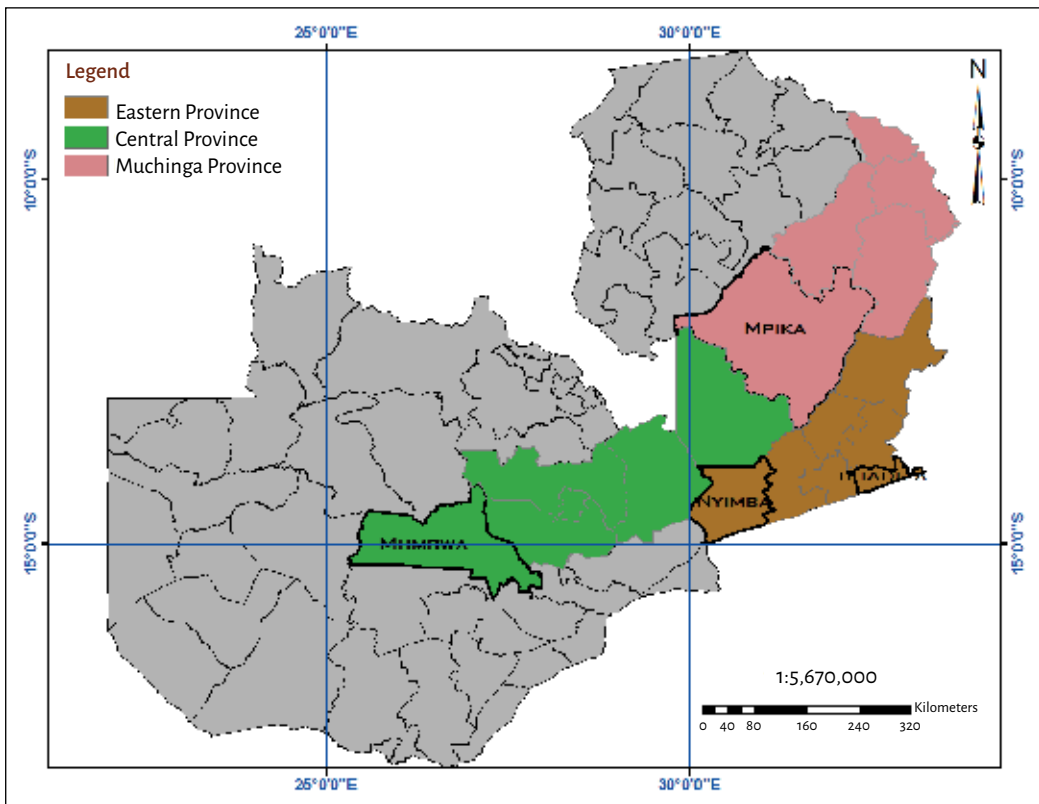 25°0'0"E 30°0'0"E
Legend
Eastern Province
Central Province
Muchinga Province
N
10°0'0"S 10°0'0"S
MPIKA
NYIMBA
MUMBWA
15°0'0"S 15°0'0"S
1:5,670,000
Kilometers
0 40 80 160 240 320
25°0'0"E 30°0'0"E